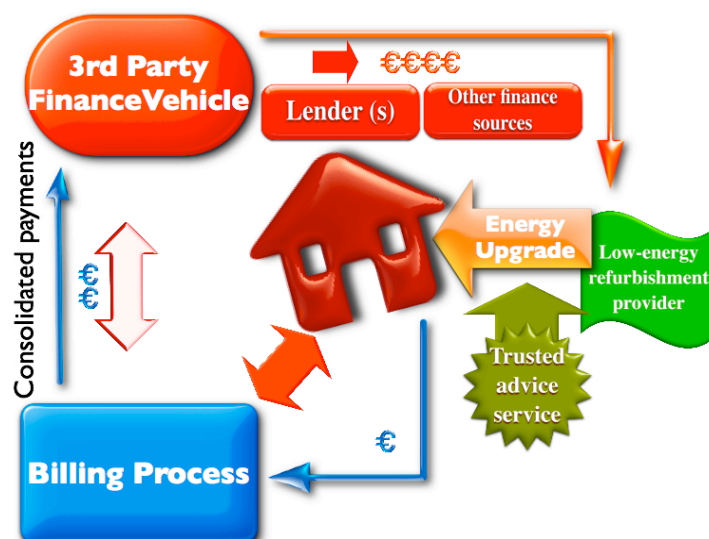 3rd Party
FinanceVehicle
€€€€
Lender (s)
Other finance
sources
Consolidated payments
€€
Energy
Upgrade
Low-energy
refurbishment
provider
Trusted
advice
service
€
Billing Process